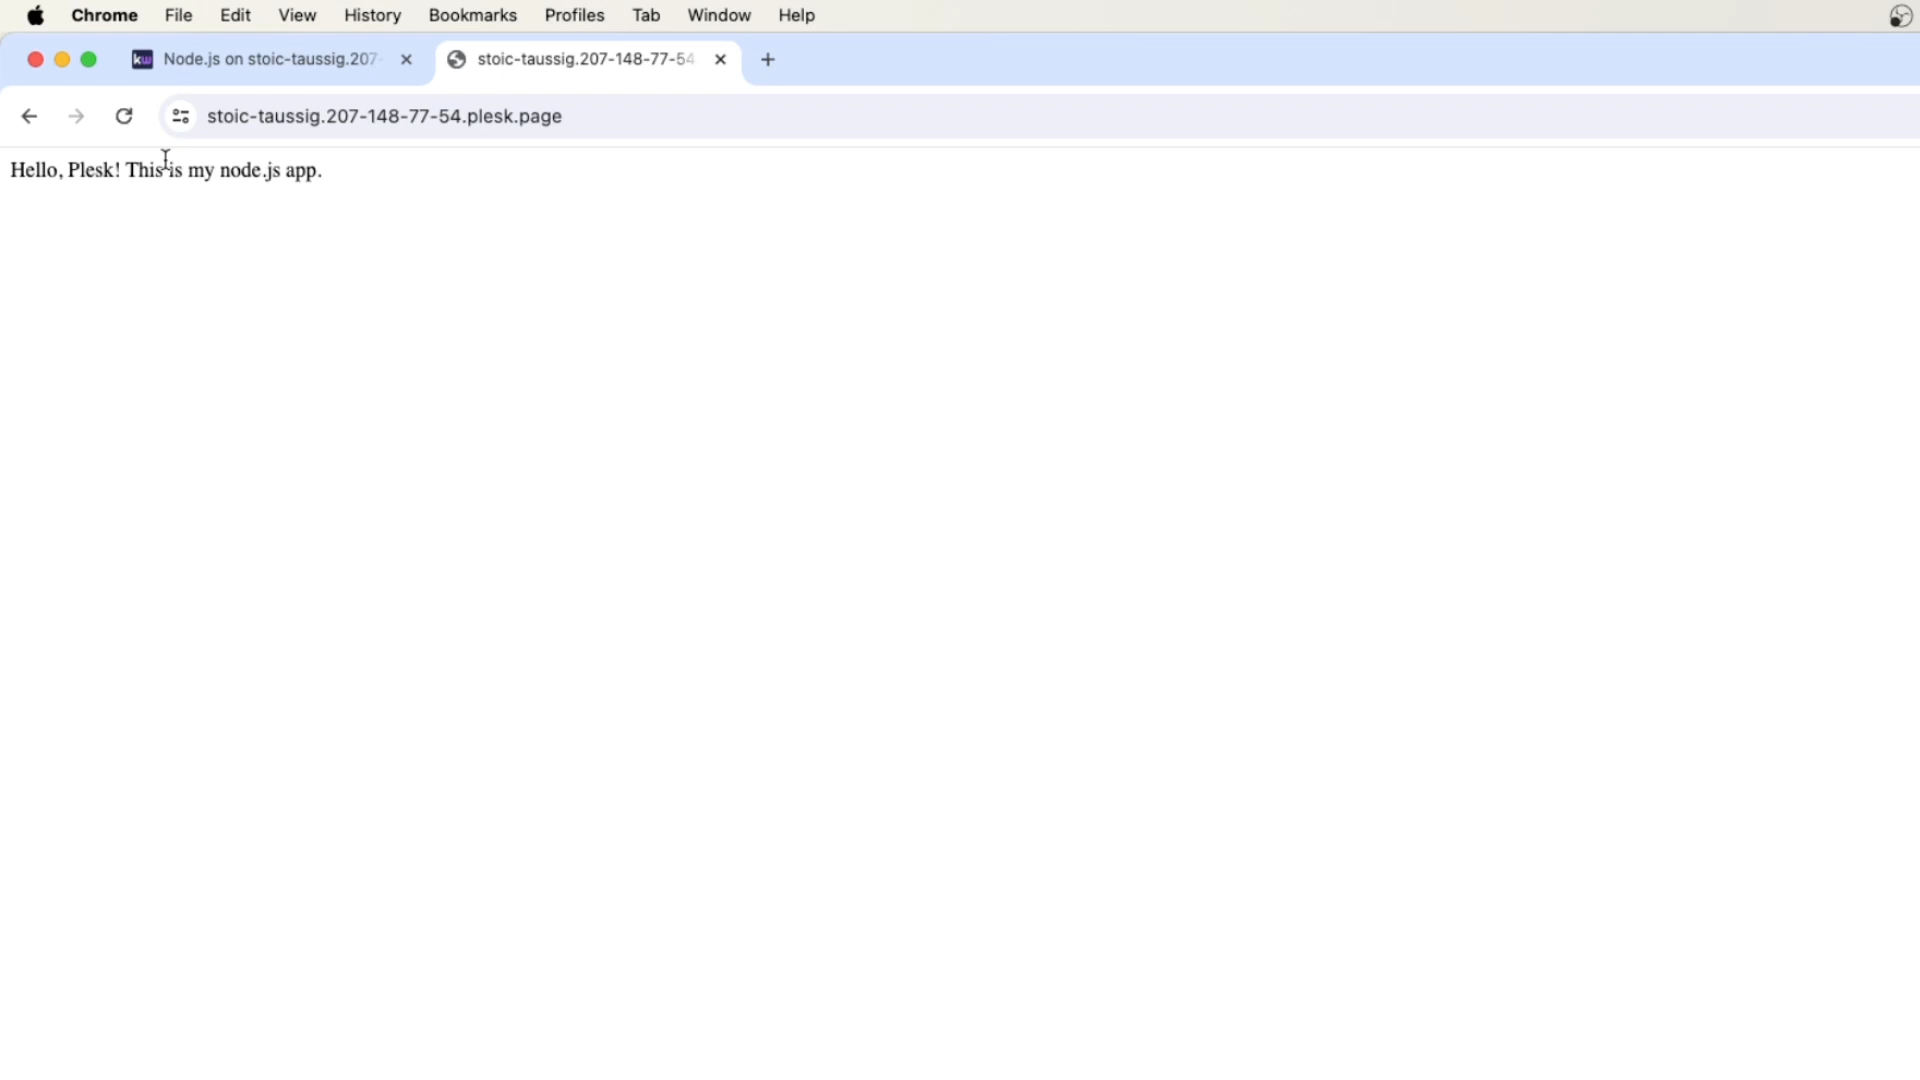 Chrome File Edit View History Bookmarks Profiles Tab Window Help
kw Node.js on stoic-taussig.207- stoic-taussig.207-148-77-54
stoic-taussig.207-148-77-54.plesk.page
Hello, Plesk! This is my node.js app.